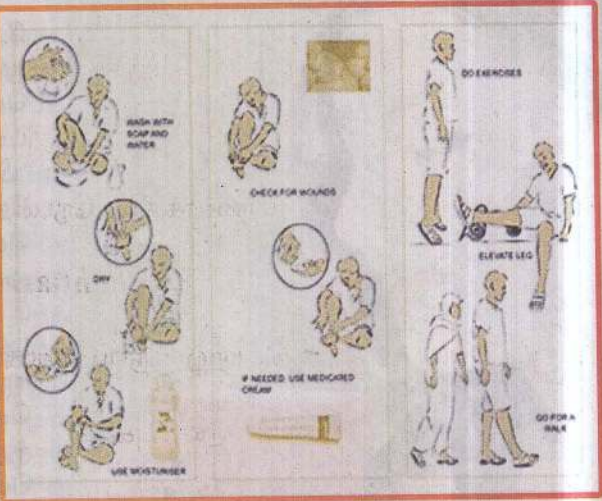 WASH WITH
SOAP AND
WATER
DRY
USE MOISTURISER
CHECK FOR WOUNDS
IF NEEDED USE MEDICATED
CREAM
DO EXERCISES
ELEVATE LEG
GO FOR A
WALK